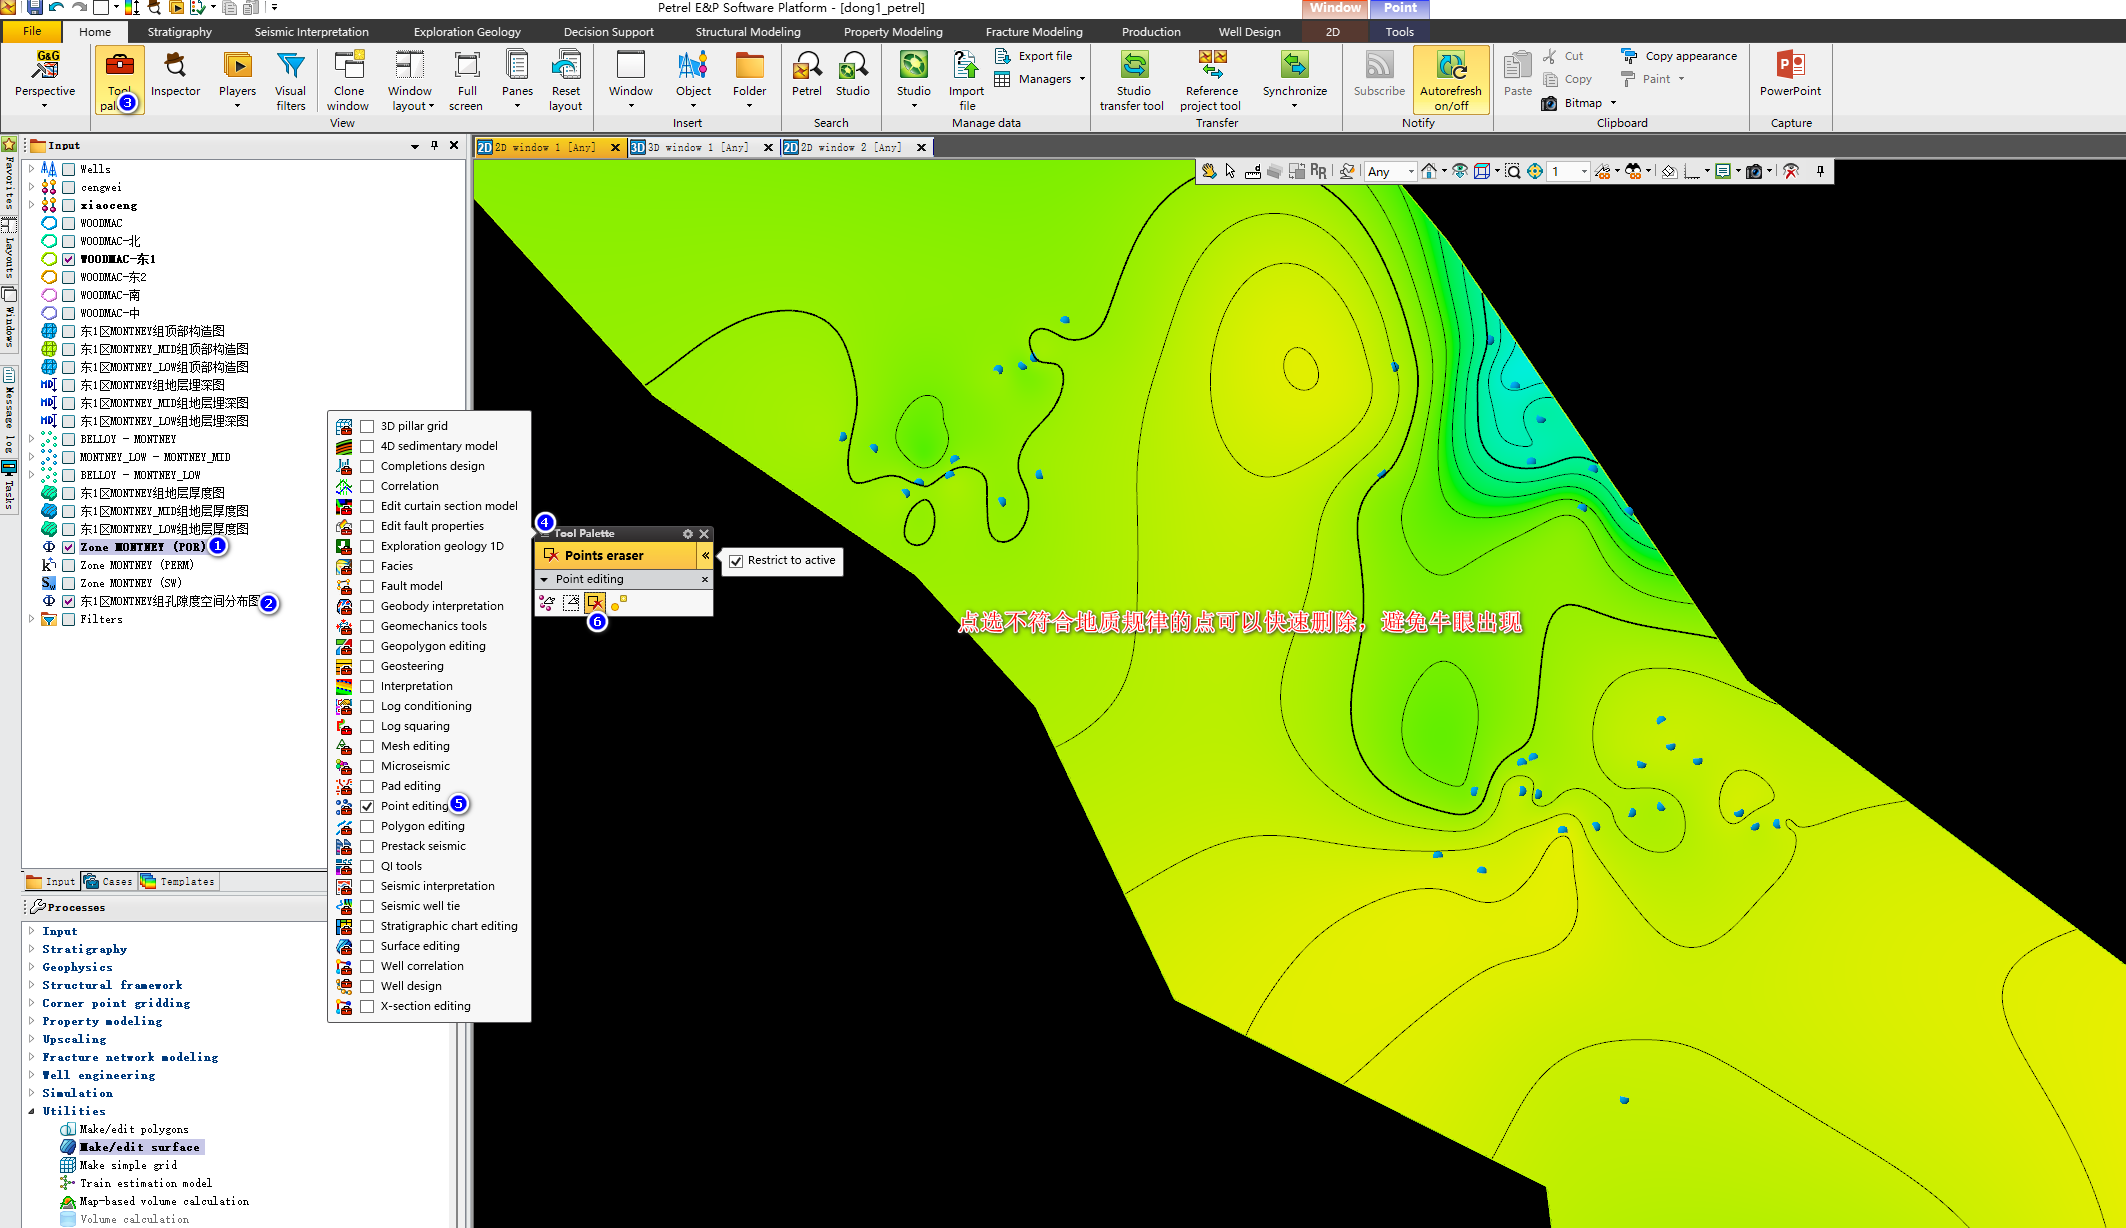 Petrel E&P Software Platform - [dong1_petrel]
Window
Point
File
Home
Stratigraphy
Seismic Interpretation
Exploration Geology
Decision Support
Structural Modeling
Property Modeling
Fracture Modeling
Production
Well Design
2D
Tools
G&G
Perspective
Tool
3
Inspector
Players
Visual filters
Clone window
Window layout
Full screen
Panes
Reset layout
View
Window
Object
Folder
Insert
Petrel
Studio
Search
Studio
Import file
Export file
Managers
Manage data
Studio transfer tool
Reference project tool
Synchronize
Transfer
Subscribe
Autorefresh on/off
Notify
Paste
Cut
Copy
Copy appearance
Paint
Bitmap
Clipboard
PowerPoint
Capture
Favorites
Layouts
Windows
Message log
Tasks
Input
Wells
cengwei
xiaoceng
WOODMAC
WOODMAC-北
WOODMAC-东1
WOODMAC-东2
WOODMAC-南
WOODMAC-中
东1区MONTNEY组顶部构造图
东1区MONTNEY_MID组顶部构造图
东1区MONTNEY_LOW组顶部构造图
东1区MONTNEY组地层埋深图
东1区MONTNEY_MID组地层埋深图
东1区MONTNEY_LOW组地层埋深图
BELLOY - MONTNEY
MONTNEY_LOW - MONTNEY_MID
BELLOY - MONTNEY_LOW
东1区MONTNEY组地层厚度图
东1区MONTNEY_MID组地层厚度图
东1区MONTNEY_LOW组地层厚度图
Zone MONTNEY (POR) 1
Zone MONTNEY (PERM)
Zone MONTNEY (SW)
东1区MONTNEY组孔隙度空间分布图 2
Filters
Input
Cases
Templates
Processes
Input
Stratigraphy
Geophysics
Structural framework
Corner point gridding
Property modeling
Upscaling
Fracture network modeling
Well engineering
Simulation
Utilities
Make/edit polygons
Make/edit surface
Make simple grid
Train estimation model
Map-based volume calculation
Volume calculation
3D pillar grid
4D sedimentary model
Completions design
Correlation
Edit curtain section model
Edit fault properties
Exploration geology 1D
Facies
Fault model
Geobody interpretation
Geomechanics tools
Geopolygon editing
Geosteering
Interpretation
Log conditioning
Log squaring
Mesh editing
Microseismic
Pad editing
Point editing 5
Polygon editing
Prestack seismic
QI tools
Seismic interpretation
Seismic well tie
Stratigraphic chart editing
Surface editing
Well correlation
Well design
X-section editing
4
Tool Palette
Points eraser
Point editing
6
Restrict to active
2D 2D window 1 [Any]
3D 3D window 1 [Any]
2D 2D window 2 [Any]
Any
1
点选不符合地质规律的点可以快速删除，避免牛眼出现